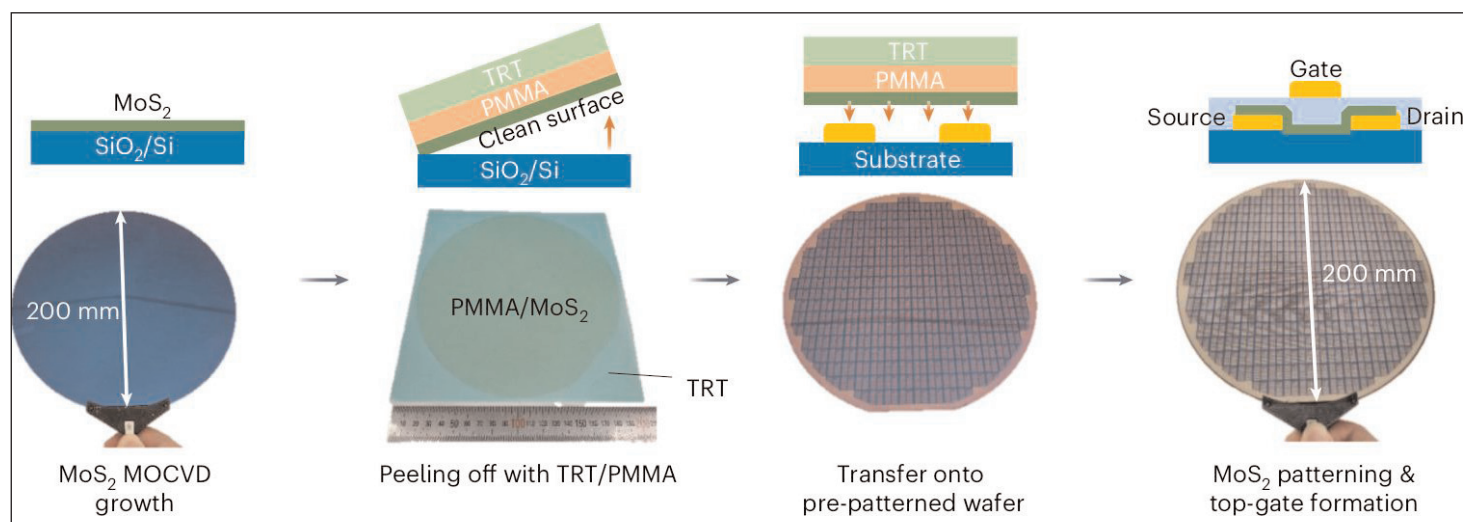 MoS₂
SiO₂/Si
200 mm
MoS₂ MOCVD
growth
TRT
PMMA
Clean surface
SiO₂/Si
PMMA/MoS₂
TRT
Peeling off with TRT/PMMA
TRT
PMMA
Substrate
Transfer onto
pre-patterned wafer
Gate
Source
Drain
200 mm
MoS₂ patterning &
top-gate formation